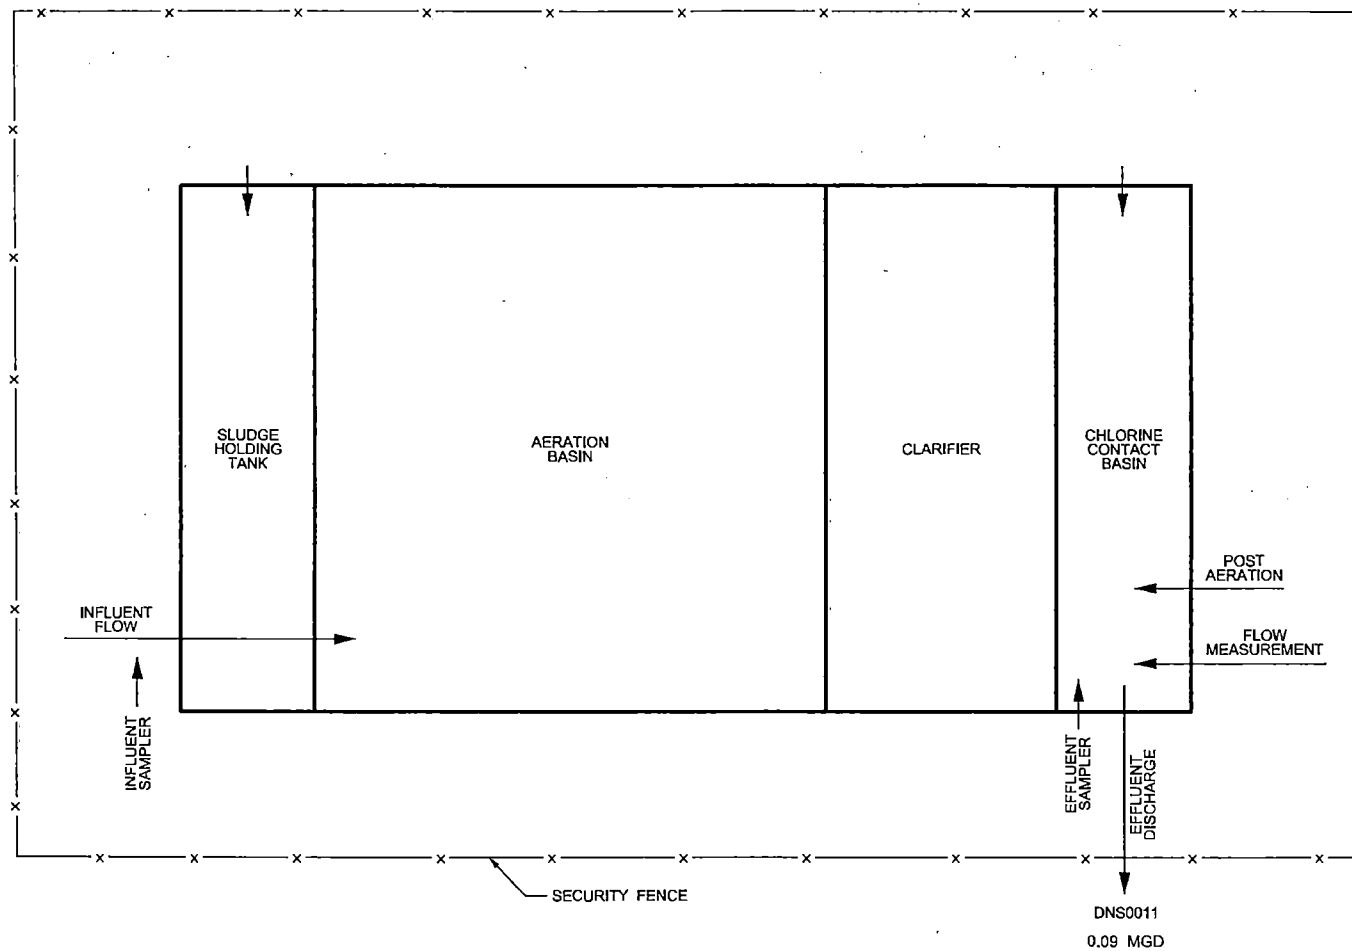 SLUDGE
HOLDING
TANK
AERATION
BASIN
CLARIFIER
CHLORINE
CONTACT
BASIN
POST
AERATION
INFLUENT
FLOW
FLOW
MEASUREMENT
INFLUENT
SAMPLER
EFFLUENT
SAMPLER
EFFLUENT
DISCHARGE
SECURITY FENCE
DNS0011
0.09 MGD